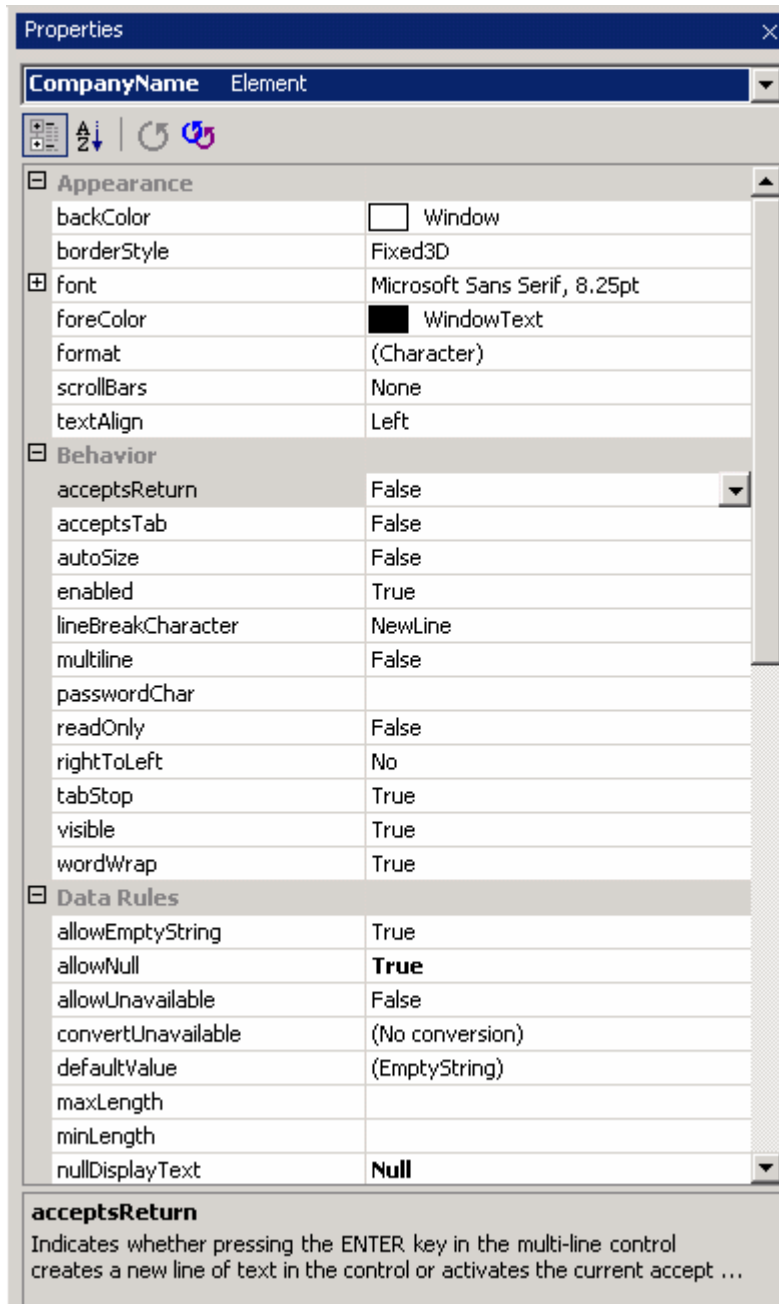 Properties
CompanyName Element
Appearance
backColor Window
borderStyle Fixed3D
font Microsoft Sans Serif, 8.25pt
foreColor WindowText
format (Character)
scrollBars None
textAlign Left
Behavior
acceptsReturn False
acceptsTab False
autoSize False
enabled True
lineBreakCharacter NewLine
multiline False
passwordChar
readOnly False
rightToLeft No
tabStop True
visible True
wordWrap True
Data Rules
allowEmptyString True
allowNull True
allowUnavailable False
convertUnavailable (No conversion)
defaultValue (EmptyString)
maxLength
minLength
nullDisplayText Null
acceptsReturn
Indicates whether pressing the ENTER key in the multi-line control
creates a new line of text in the control or activates the current accept ...